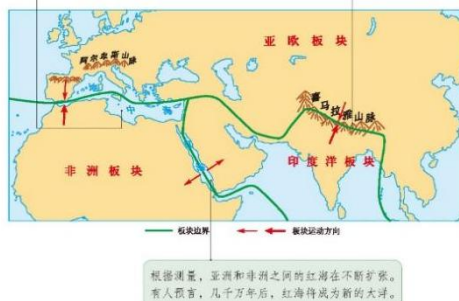 阿尔卑斯山脉
亚欧板块
地中海
喜马拉雅山脉
非洲板块
印度洋板块
板块边界
板块运动方向
根据测量，亚洲和非洲之间的红海在不断扩张。
有人预言，几千万年后，红海将成为新的大洋。